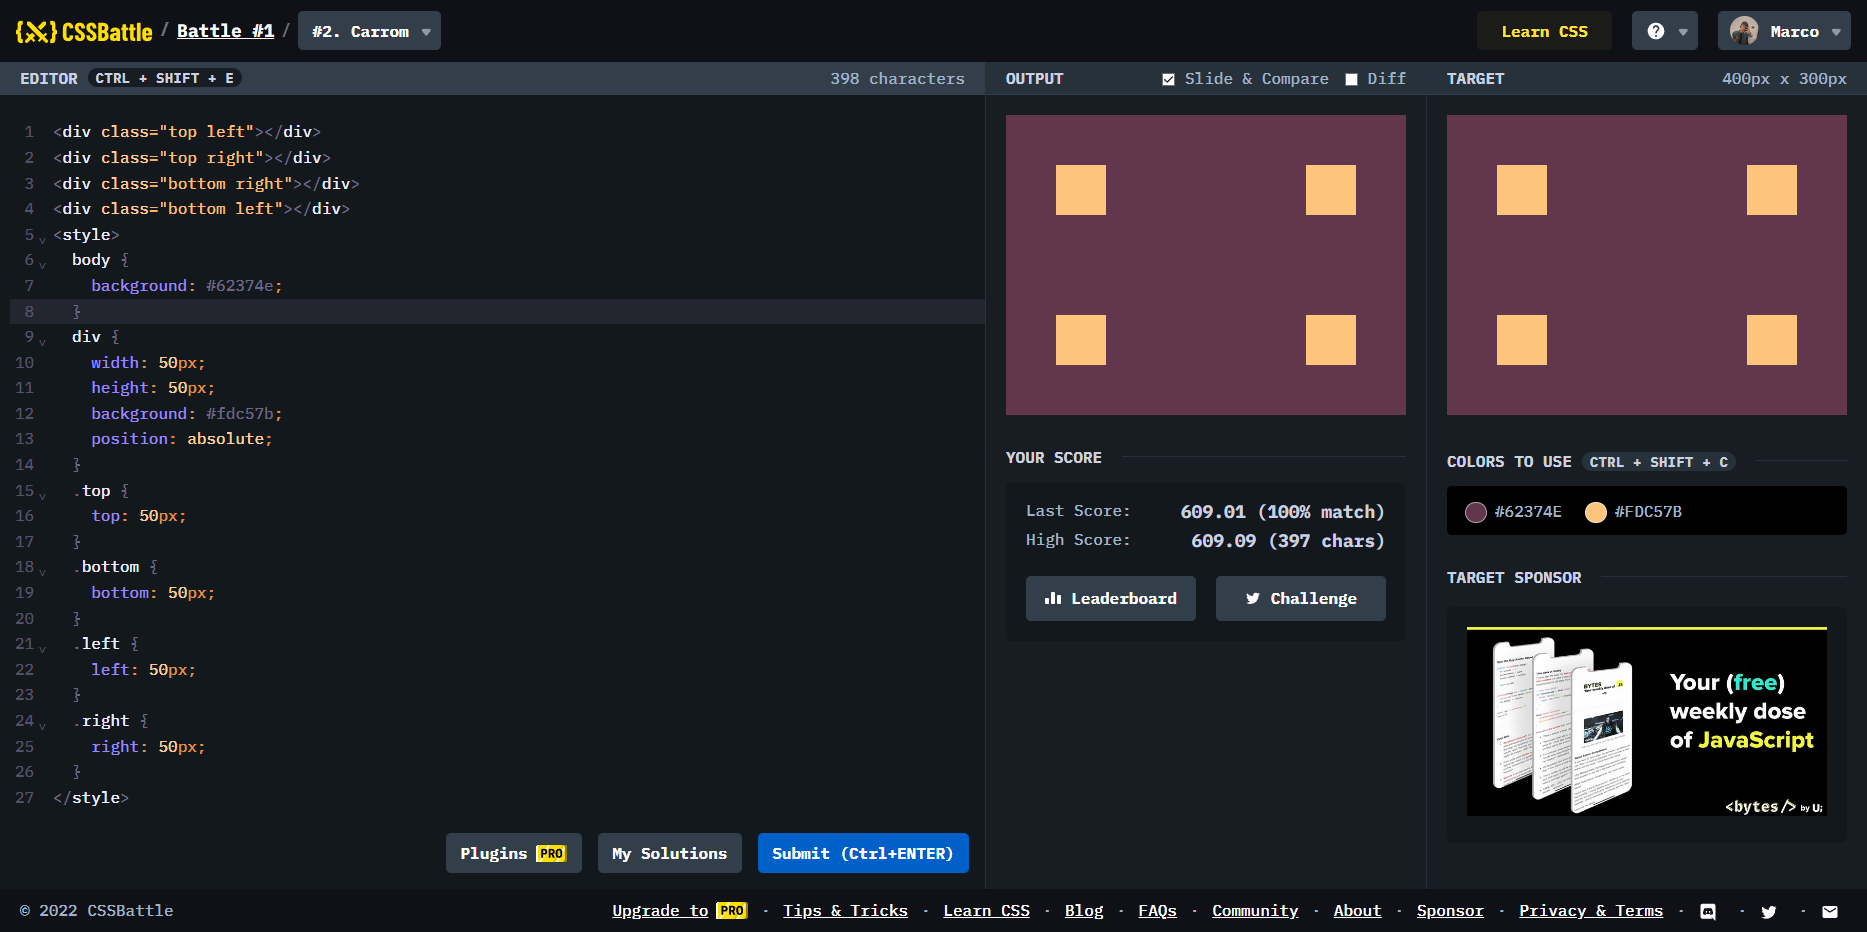 {X} CSSBattle / Battle #1 / #2. Carrom
Learn CSS
?
Marco
EDITOR CTRL + SHIFT + E
398 characters
1 <div class="top left"></div>
2 <div class="top right"></div>
3 <div class="bottom right"></div>
4 <div class="bottom left"></div>
5 <style>
6 body {
7 background: #62374e;
8 }
9 div {
10 width: 50px;
11 height: 50px;
12 background: #fdc57b;
13 position: absolute;
14 }
15 .top {
16 top: 50px;
17 }
18 .bottom {
19 bottom: 50px;
20 }
21 .left {
22 left: 50px;
23 }
24 .right {
25 right: 50px;
26 }
27 </style>
Plugins PRO
My Solutions
Submit (Ctrl+ENTER)
OUTPUT
Slide & Compare
Diff
YOUR SCORE
Last Score: 609.01 (100% match)
High Score: 609.09 (397 chars)
Leaderboard
Challenge
TARGET
400px x 300px
COLORS TO USE CTRL + SHIFT + C
#62374E
#FDC57B
TARGET SPONSOR
BYTES
Your (free)
weekly dose
of JavaScript
<bytes/> by Ui
© 2022 CSSBattle
Upgrade to PRO · Tips & Tricks · Learn CSS · Blog · FAQs · Community · About · Sponsor · Privacy & Terms · · ·